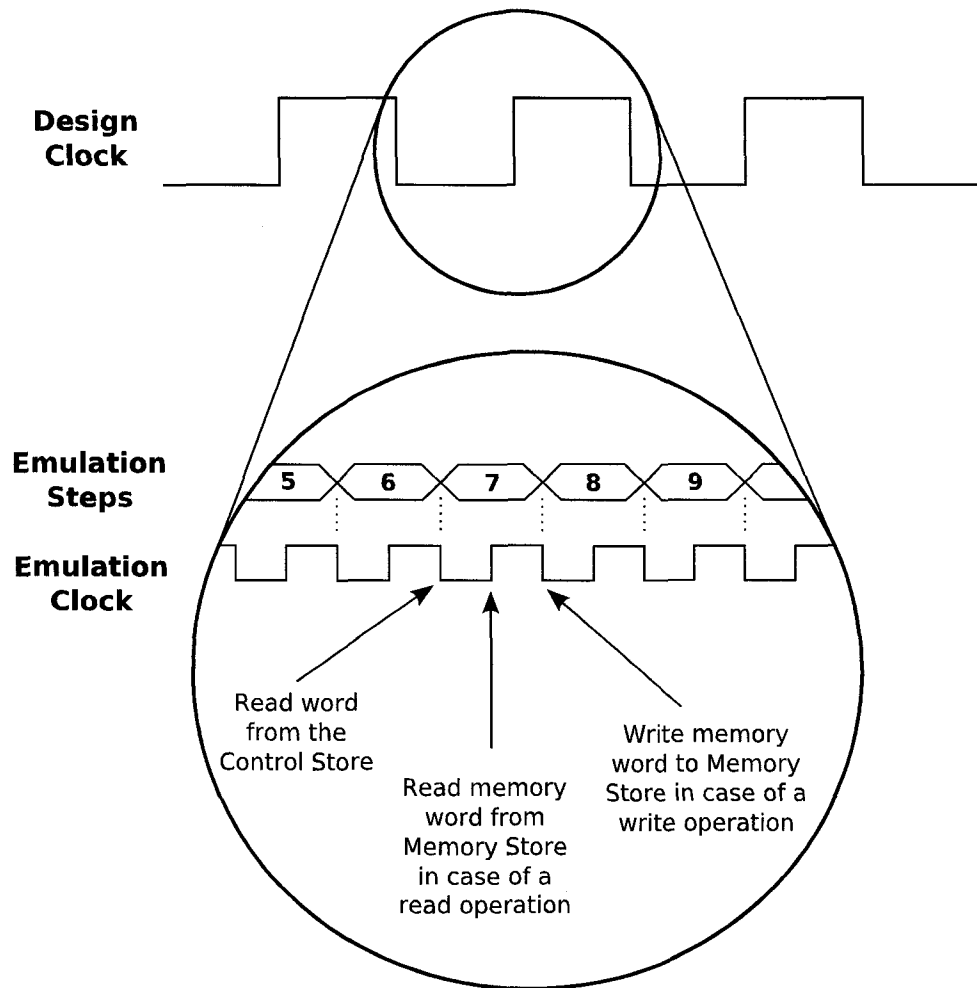 Design
Clock
Emulation
Steps
5 6 7 8 9
Emulation
Clock
Read word
from the
Control Store
Read memory
word from
Memory Store
in case of a
read operation
Write memory
word to Memory
Store in case of a
write operation